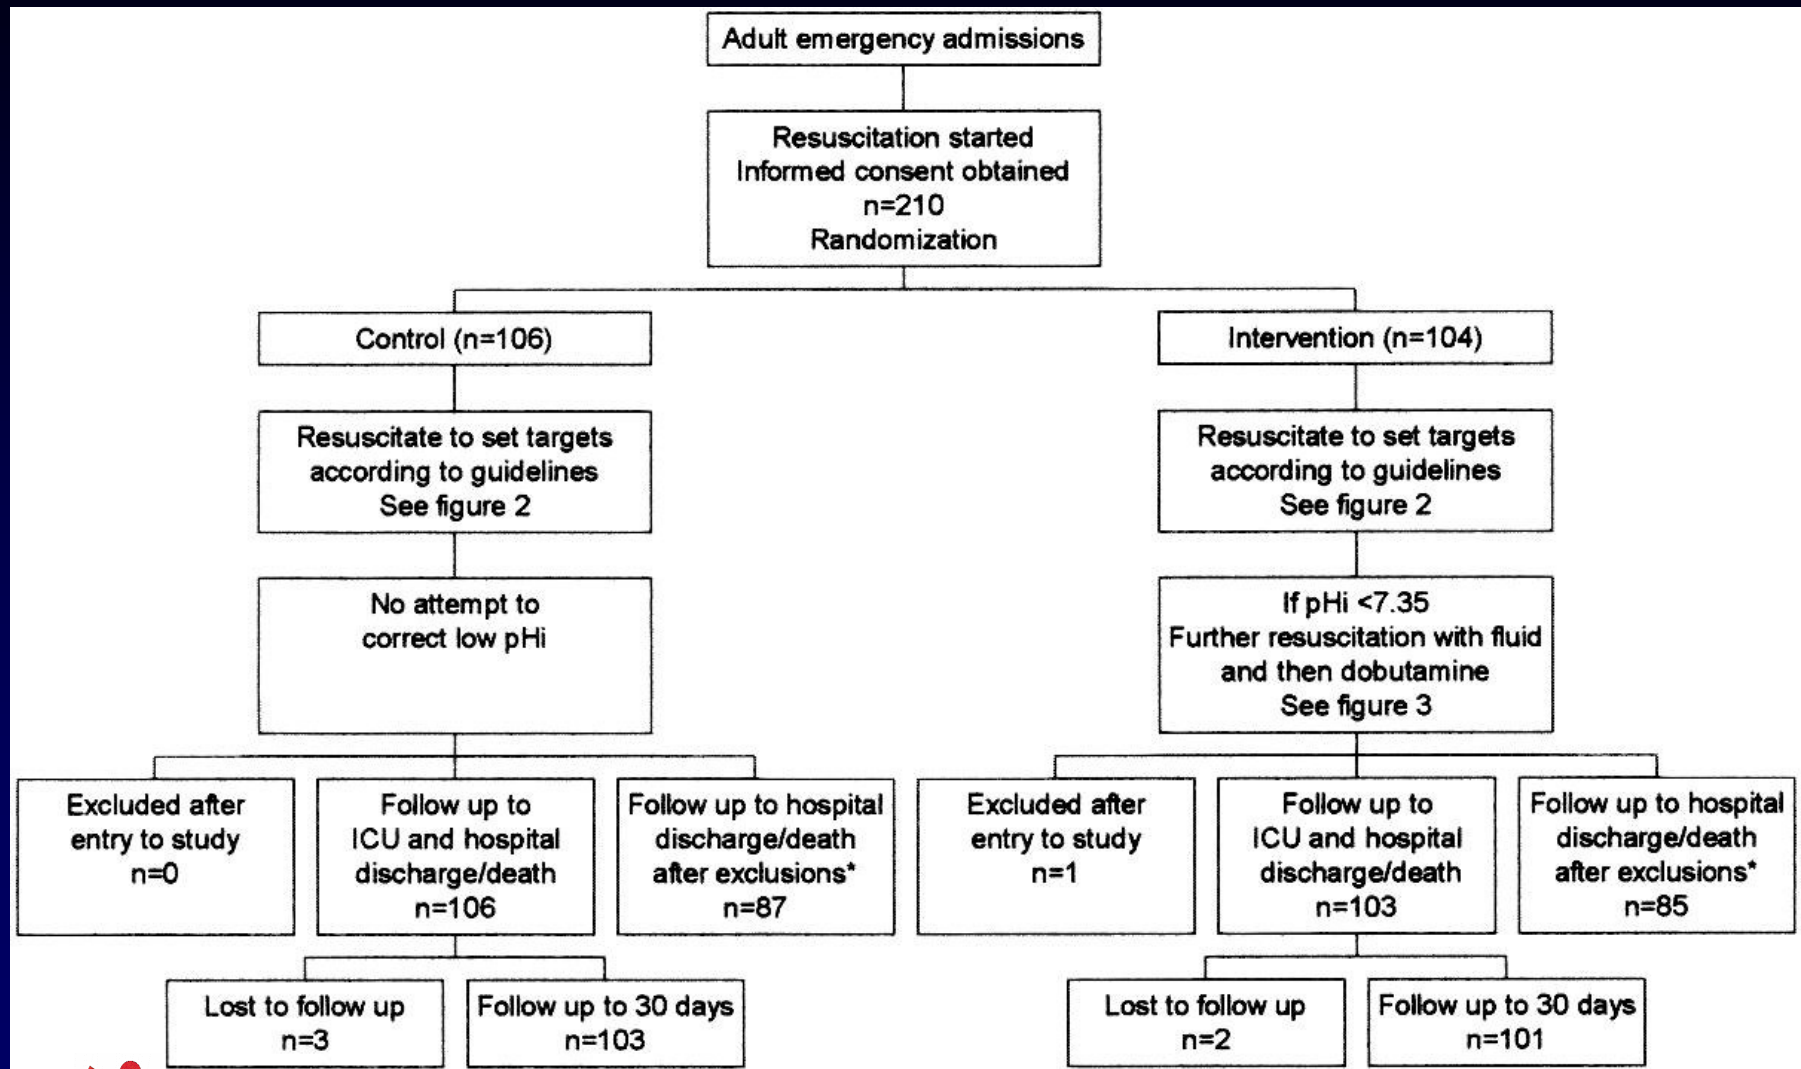 Adult emergency admissions
Resuscitation started
Informed consent obtained
n=210
Randomization
Control (n=106)
Intervention (n=104)
Resuscitate to set targets
according to guidelines
See figure 2
Resuscitate to set targets
according to guidelines
See figure 2
No attempt to
correct low pHi
If pHi <7.35
Further resuscitation with fluid
and then dobutamine
See figure 3
Excluded after
entry to study
n=0
Follow up to
ICU and hospital
discharge/death
n=106
Follow up to hospital
discharge/death
after exclusions*
n=87
Excluded after
entry to study
n=1
Follow up to
ICU and hospital
discharge/death
n=103
Follow up to hospital
discharge/death
after exclusions*
n=85
Lost to follow up
n=3
Follow up to 30 days
n=103
Lost to follow up
n=2
Follow up to 30 days
n=101